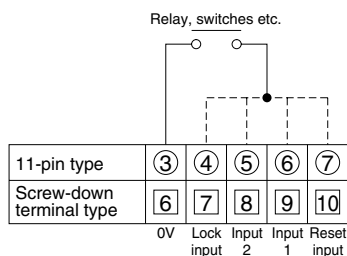 Relay, switches etc.
11-pin type 3 4 5 6 7
Screw-down terminal type 6 7 8 9 10
0V Lock input Input 2 Input 1 Reset input